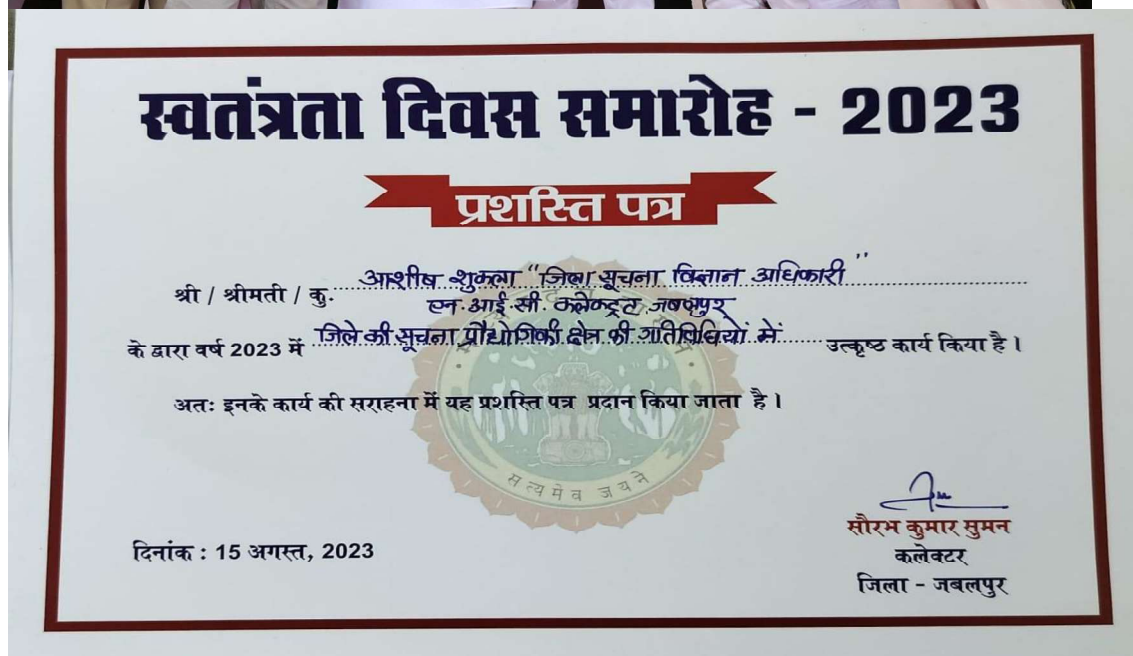 स्वतंत्रता दिवस समारोह - 2023
प्रशस्ति पत्र
श्री / श्रीमती / कु. आशीष शुक्ला "जिला सूचना विज्ञान अधिकारी"
एन.आई.सी. कलेक्ट्रेट जबलपुर
के द्वारा वर्ष 2023 में जिले की सूचना प्रौद्योगिकी क्षेत्र की गतिविधियों में उत्कृष्ठ कार्य किया है।
अतः इनके कार्य की सराहना में यह प्रशस्ति पत्र प्रदान किया जाता है।
सत्यमेव जयते
सौरभ कुमार सुमन
दिनांक : 15 अगस्त, 2023
कलेक्टर
जिला - जबलपुर